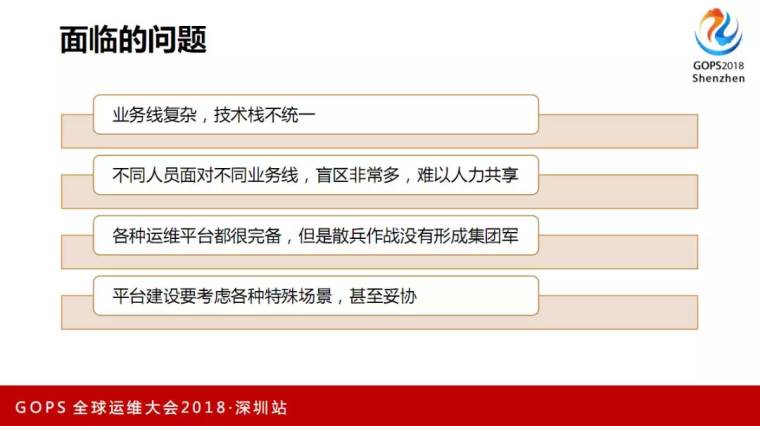 面临的问题
GOPS2018
Shenzhen
业务线复杂，技术栈不统一
不同人员面对不同业务线，盲区非常多，难以人力共享
各种运维平台都很完备，但是散兵作战没有形成集团军
平台建设要考虑各种特殊场景，甚至妥协
GOPS 全球运维大会2018·深圳站